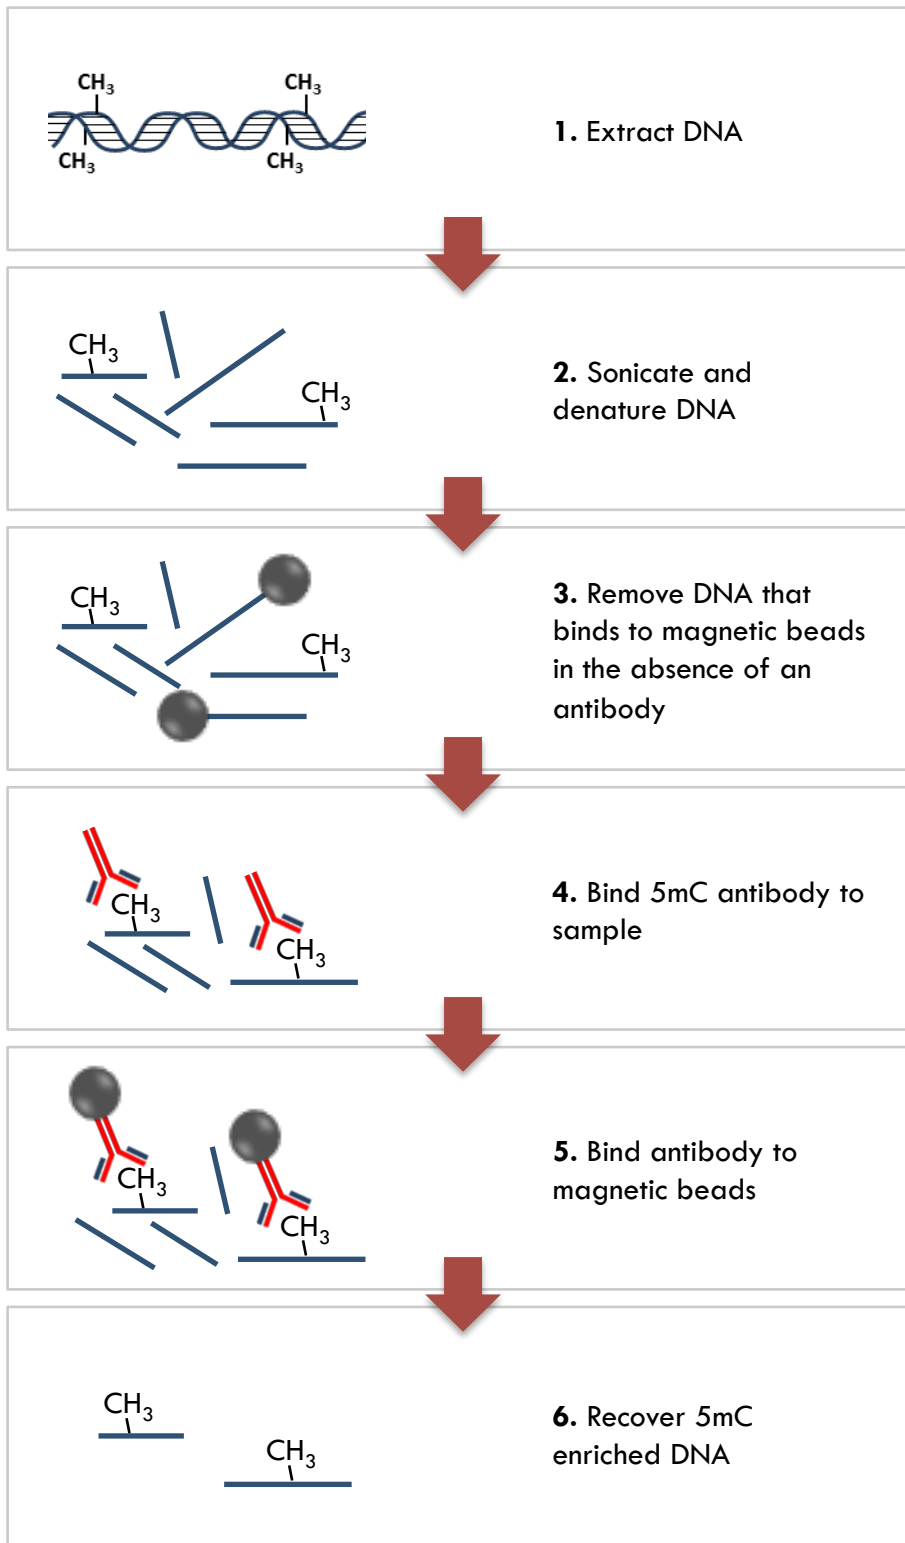 CH₃ CH₃
CH₃ CH₃
1. Extract DNA
CH₃
CH₃
2. Sonicate and
denature DNA
CH₃
CH₃
3. Remove DNA that
binds to magnetic beads
in the absence of an
antibody
CH₃
CH₃
4. Bind 5mC antibody to
sample
CH₃
CH₃
5. Bind antibody to
magnetic beads
CH₃
CH₃
6. Recover 5mC
enriched DNA